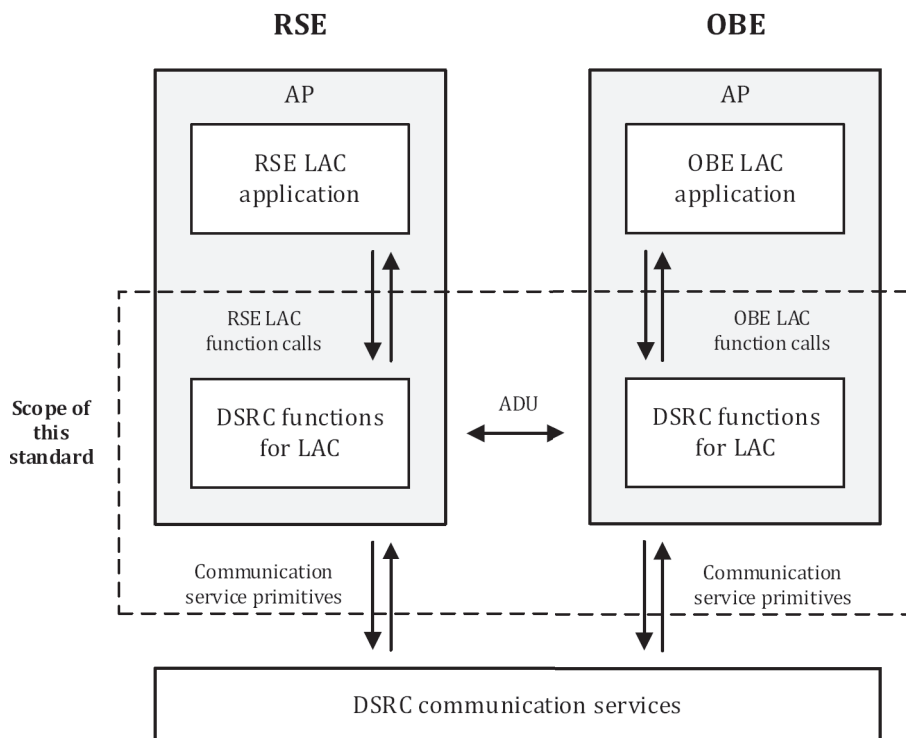 RSE
OBE
AP
AP
RSE LAC
application
OBE LAC
application
RSE LAC
function calls
OBE LAC
function calls
Scope of
this
standard
DSRC functions
for LAC
ADU
DSRC functions
for LAC
Communication
service primitives
Communication
service primitives
DSRC communication services